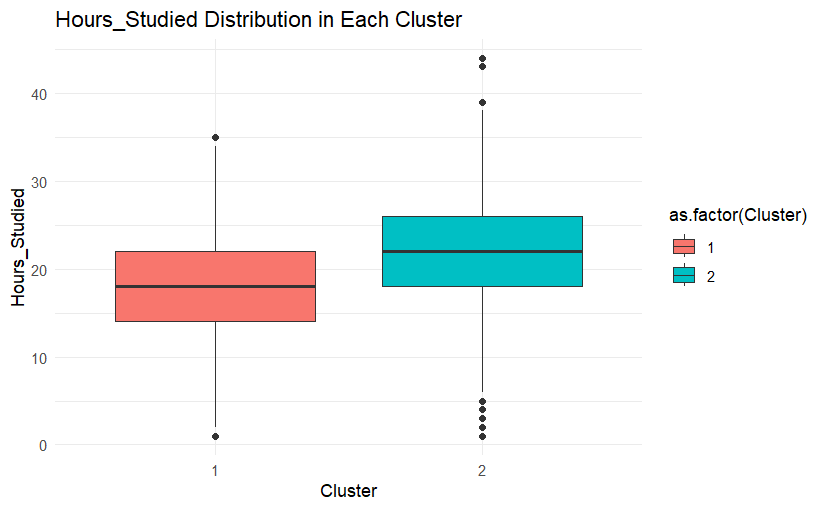 Hours_Studied Distribution in Each Cluster
Hours_Studied
40
30
20
10
0
1
2
Cluster
as.factor(Cluster)
1
2